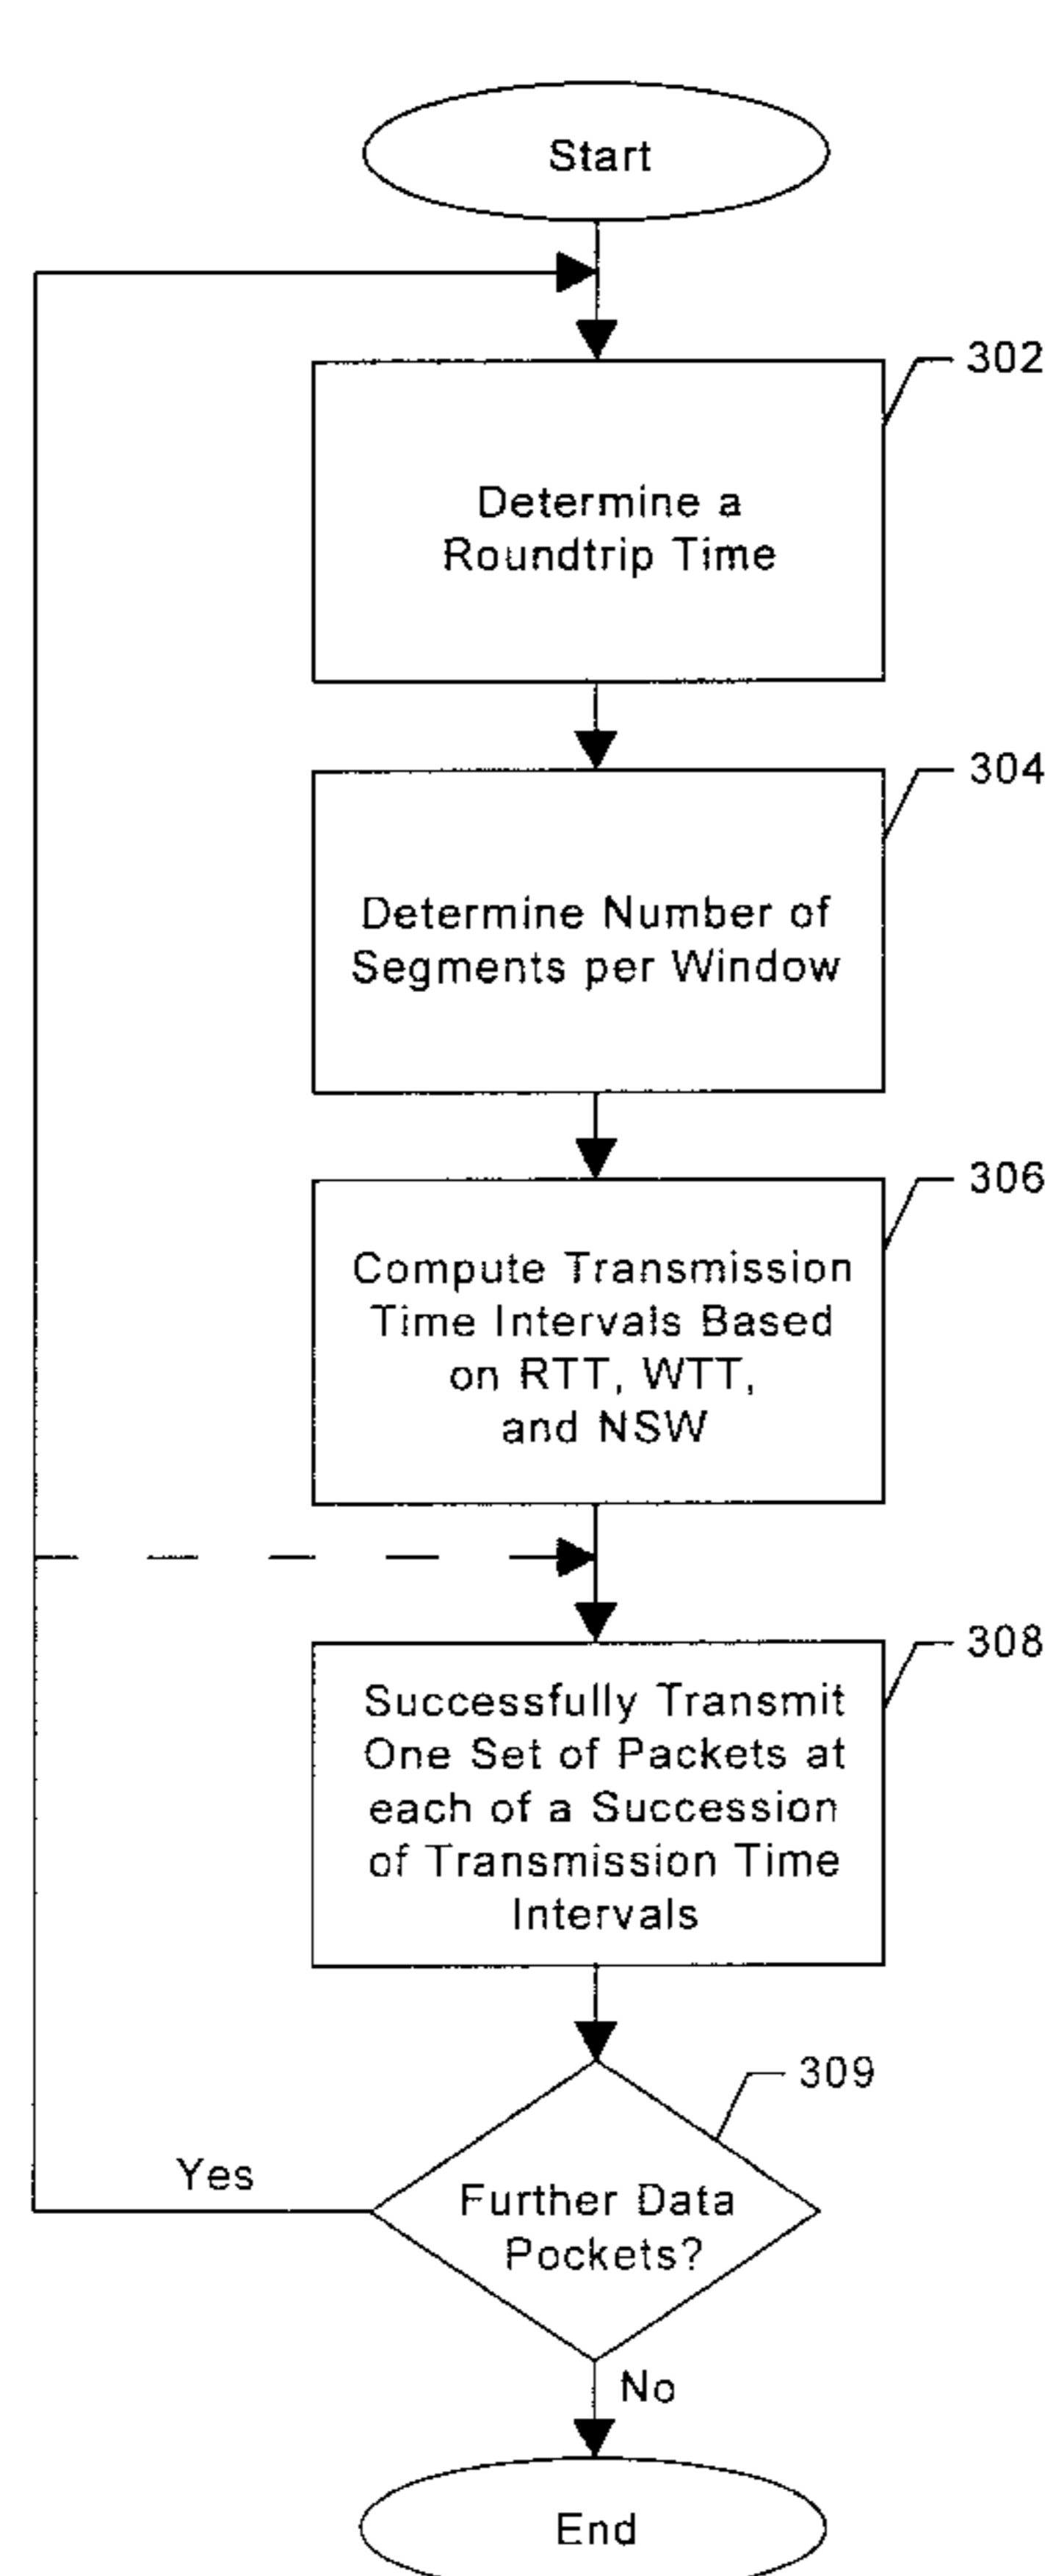 Start
302
Determine a
Roundtrip Time
304
Determine Number of
Segments per Window
306
Compute Transmission
Time Intervals Based
on RTT, WTT,
and NSW
308
Successfully Transmit
One Set of Packets at
each of a Succession
of Transmission Time
Intervals
309
Yes
Further Data
Pockets?
No
End